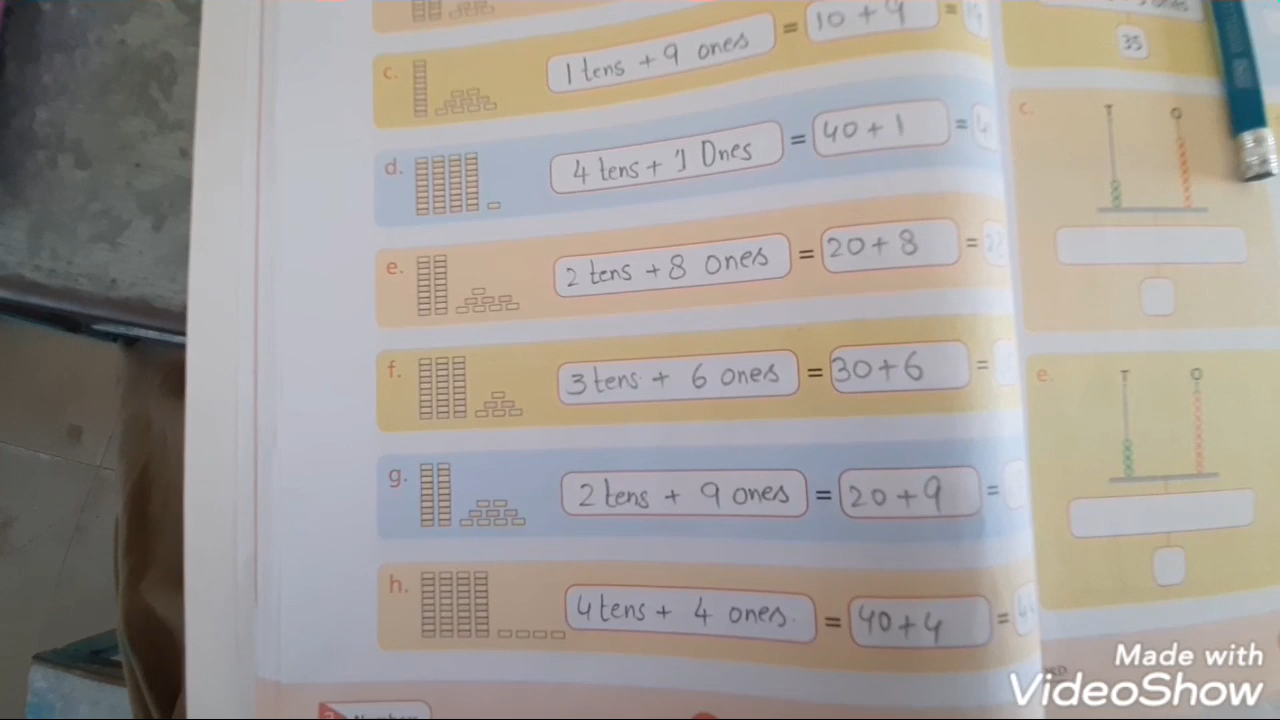 c. 1 tens + 9 ones = 10 + 9 =
d. 4 tens + 1 Ones = 40 + 1 =
e. 2 tens + 8 ones = 20 + 8 =
f. 3 tens + 6 ones = 30 + 6 =
g. 2 tens + 9 ones = 20 + 9 =
h. 4 tens + 4 ones. = 40 + 4 =
35
c.
T O
e.
T O
Made with
VideoShow